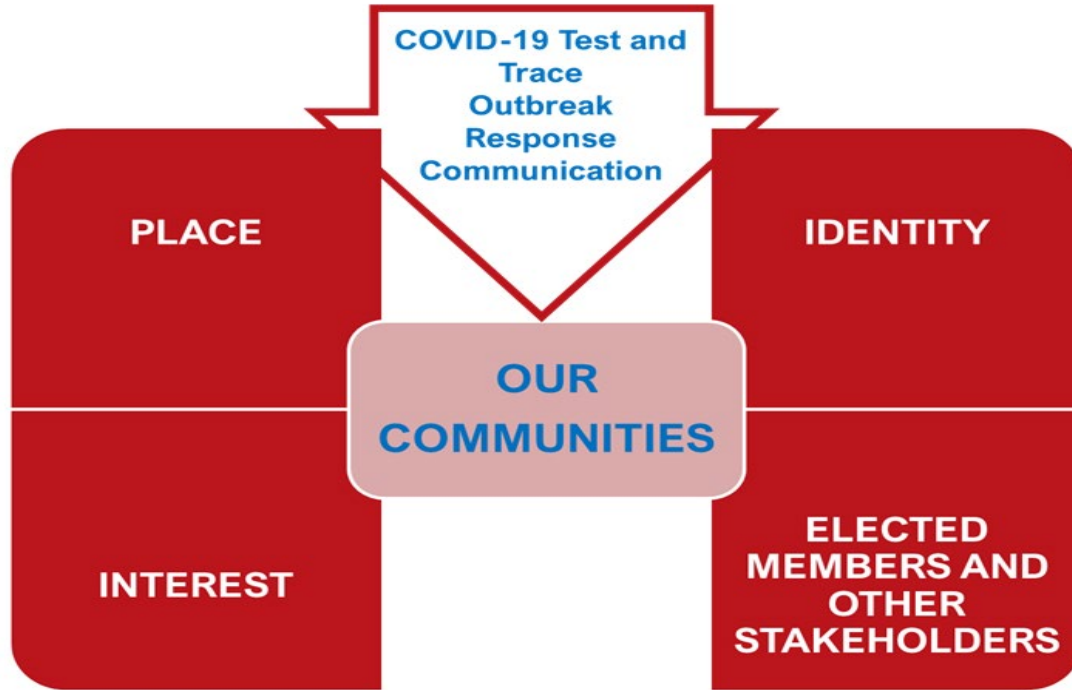 COVID-19 Test and
Trace
Outbreak
Response
Communication
PLACE
IDENTITY
OUR
COMMUNITIES
INTEREST
ELECTED
MEMBERS AND
OTHER
STAKEHOLDERS